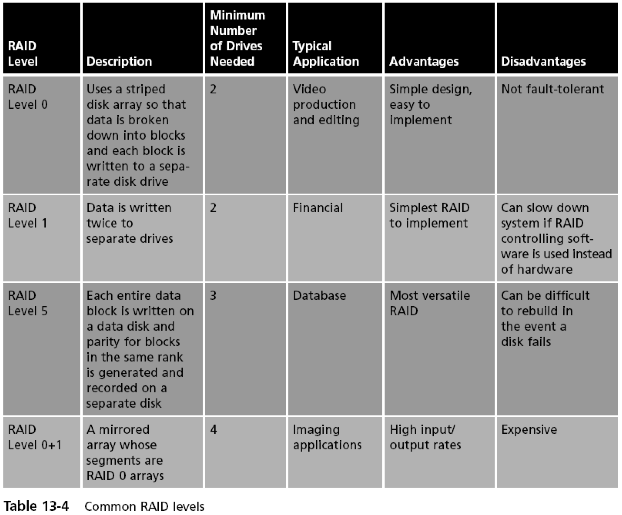 RAID Level
Description
Minimum Number of Drives Needed
Typical Application
Advantages
Disadvantages
RAID Level 0
Uses a striped
disk array so that
data is broken
down into blocks
and each block is
written to a sepa-
rate disk drive
2
Video
production
and editing
Simple design,
easy to
implement
Not fault-tolerant
RAID
Level 1
Data is written
twice to
separate drives
2
Financial
Simplest RAID
to implement
Can slow down
system if RAID
controlling soft-
ware is used instead
of hardware
RAID
Level 5
Each entire data
block is written on
a data disk and
parity for blocks
in the same rank
is generated and
recorded on a
separate disk
3
Database
Most versatile
RAID
Can be difficult
to rebuild in
the event a
disk fails
RAID
Level 0+1
A mirrored
array whose
segments are
RAID 0 arrays
4
Imaging
applications
High input/
output rates
Expensive
Table 13-4 Common RAID levels